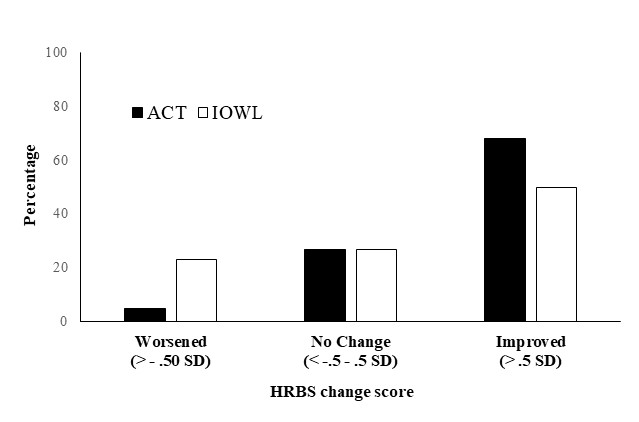 100
80
ACT IOWL
60
Percentage
40
20
0
Worsened No Change Improved
(> - .50 SD) (< -.5 - .5 SD) (> .5 SD)
HRBS change score